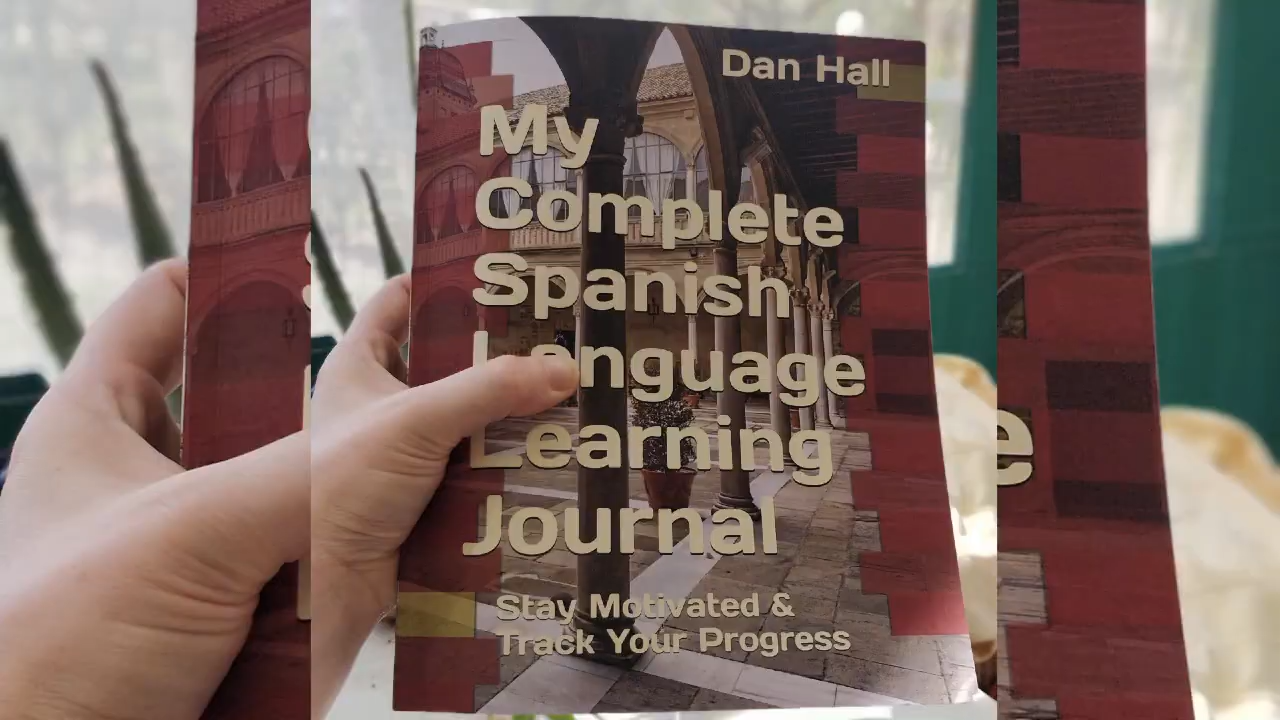 Dan Hall
My
Complete
Spanish
Language
Learning
Journal
Stay Motivated &
Track Your Progress